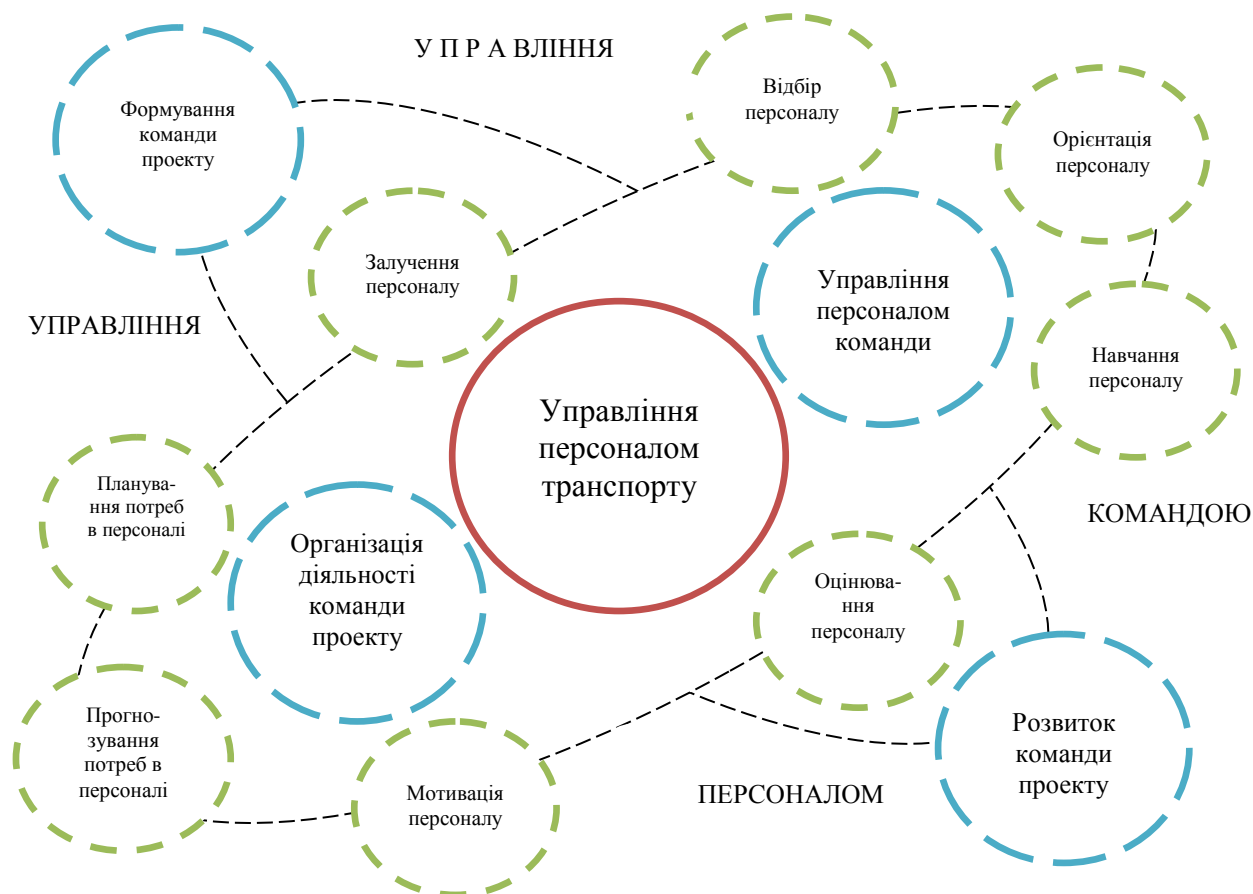 У П Р А ВЛІННЯ
Формування
команди
проекту
Відбір
персоналу
Орієнтація
персоналу
Залучення
персоналу
Управління
персоналом
команди
УПРАВЛІННЯ
Навчання
персоналу
Управління
персоналом
транспорту
Планува-
ння потреб
в персоналі
КОМАНДОЮ
Організація
діяльності
команди
проекту
Оцінюва-
ння
персоналу
Прогно-
зування
потреб в
персоналі
Розвиток
команди
проекту
Мотивація
персоналу
ПЕРСОНАЛОМ